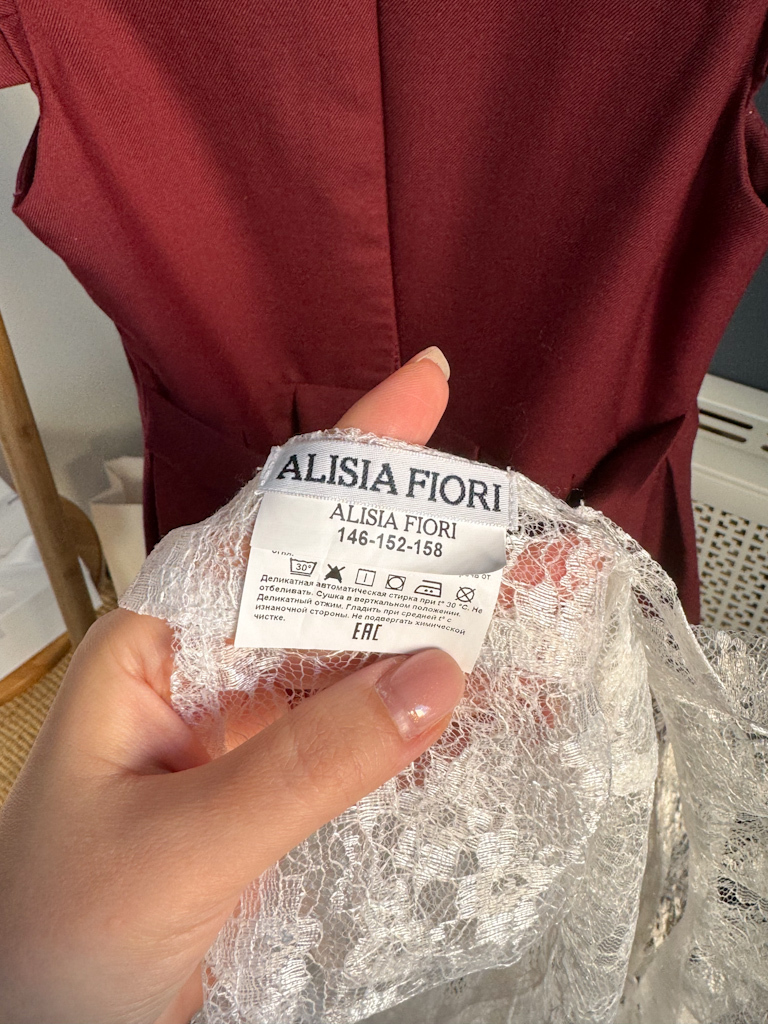 ALISIA FIORI
ALISIA FIORI
146-152-158
30°
Деликатная автоматическая стирка при t° 30 °C. Не
отбеливать. Сушка в вертикальном положении.
Деликатный отжим. Гладить при средней t° с
изнаночной стороны. Не подвергать химической
чистке.
EAC